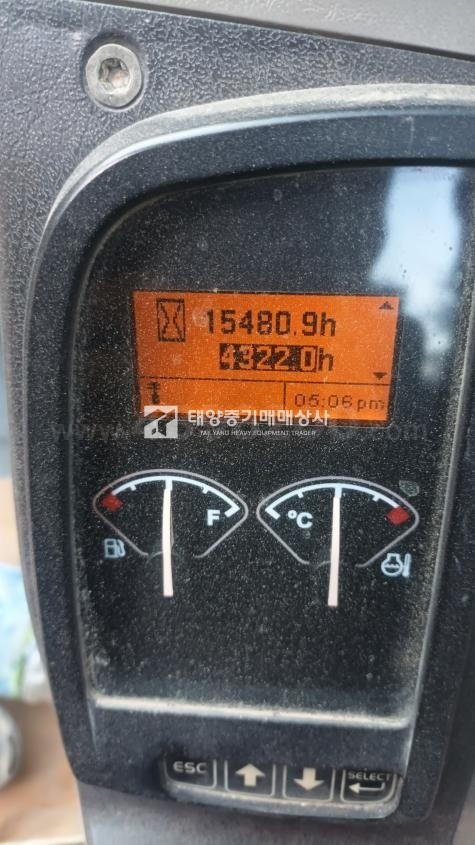 15480.9h
4322.0h
05:06pm
태양중기매매상사
TAE YANG HEAVY EQUIPMENT TRADER
F
°C
ESC
SELECT